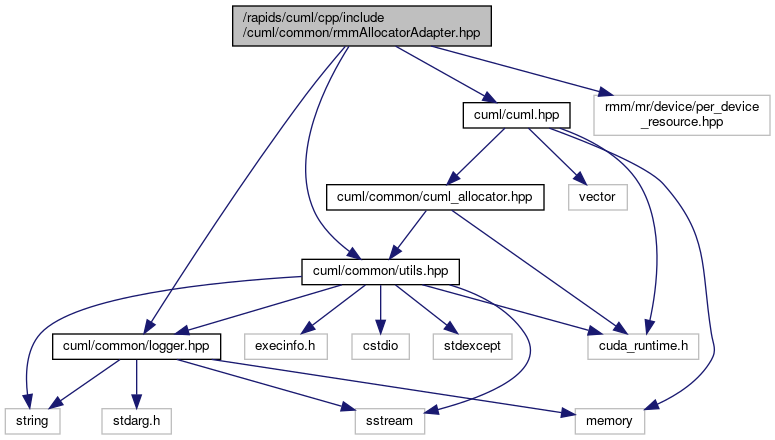 /rapids/cuml/cpp/include
/cuml/common/rmmAllocatorAdapter.hpp
cuml/cuml.hpp
rmm/mr/device/per_device
_resource.hpp
cuml/common/cuml_allocator.hpp
vector
cuml/common/utils.hpp
cuml/common/logger.hpp
execinfo.h
cstdio
stdexcept
cuda_runtime.h
string
stdarg.h
sstream
memory